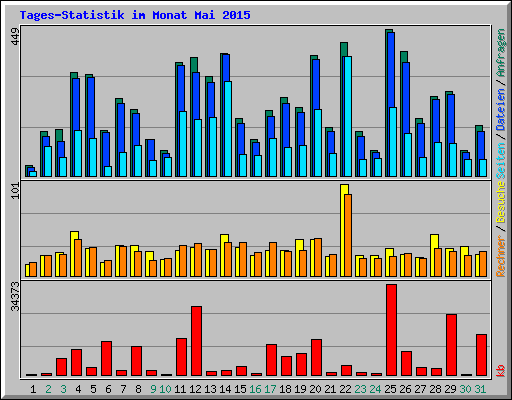 Tages-Statistik im Monat Mai 2015
449
101
34373
Rechner / Besuche Seiten / Dateien / Anfragen
kb
1 2 3 4 5 6 7 8 9 10 11 12 13 14 15 16 17 18 19 20 21 22 23 24 25 26 27 28 29 30 31